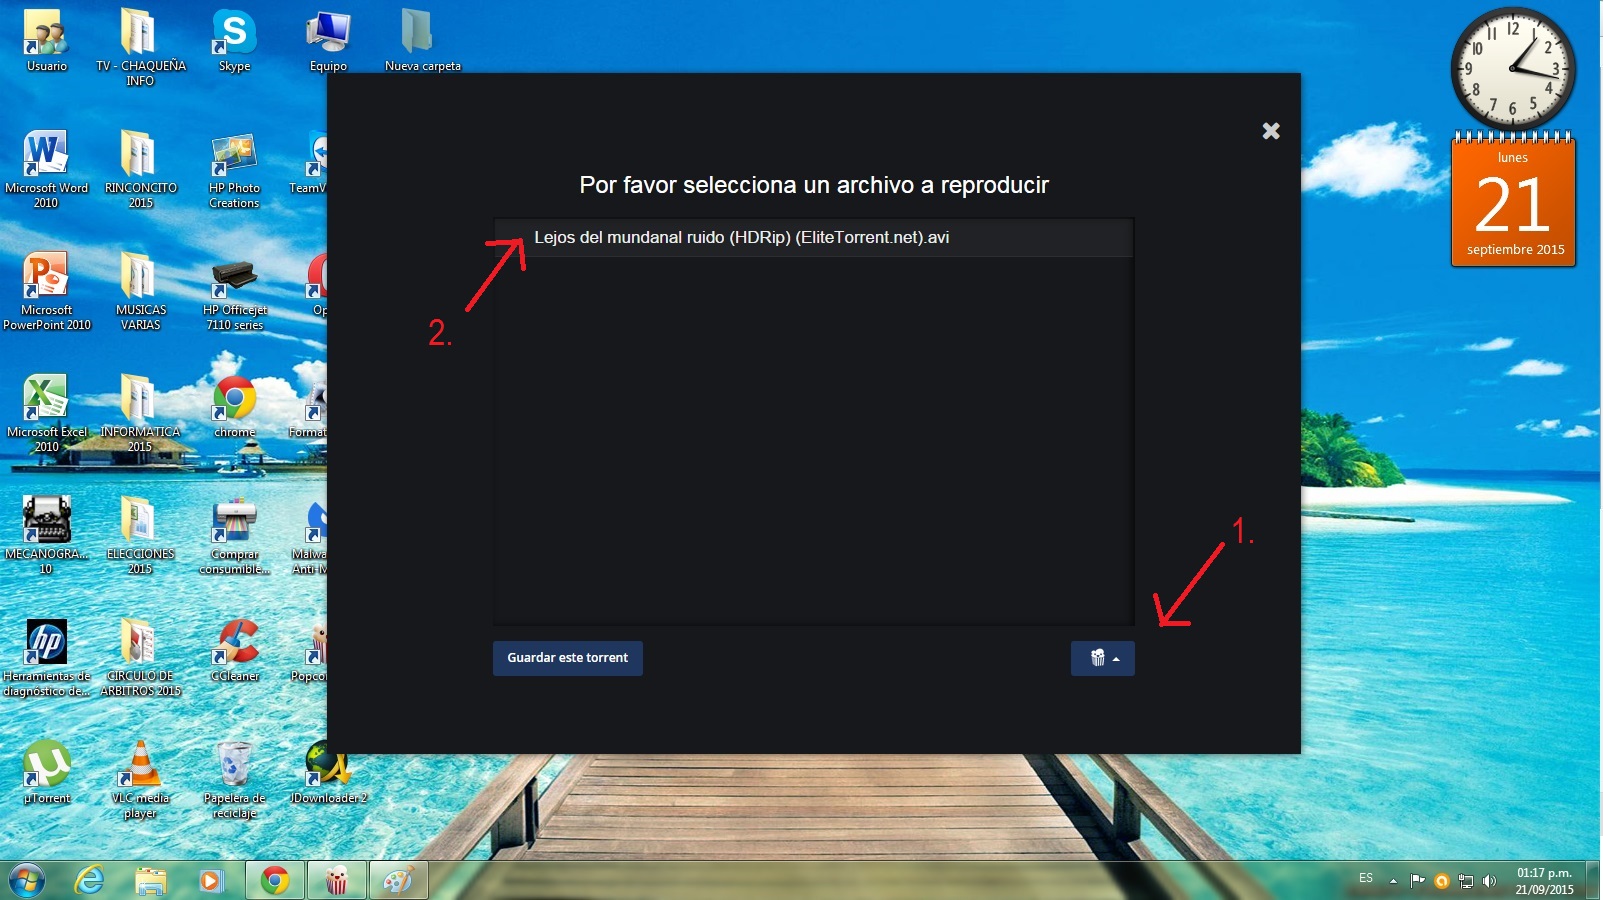 Usuario
TV - CHAQUEÑA
INFO
Skype
Equipo
Nueva carpeta
Microsoft Word
2010
RINCONCITO
2015
HP Photo
Creations
TeamV
Microsoft
PowerPoint 2010
MUSICAS
VARIAS
HP Officejet
7110 series
Op
Microsoft Excel
2010
INFORMATICA
2015
chrome
Format
MECANOGRA...
10
ELECCIONES
2015
Comprar
consumible...
Malwa
Anti-M
Herramientas de
diagnóstico de...
CIRCULO DE
ARBITROS 2015
CCleaner
Popco
µTorrent
VLC media
player
Papelera de
reciclaje
JDownloader 2
Por favor selecciona un archivo a reproducir
Lejos del mundanal ruido (HDRip) (EliteTorrent.net).avi
2.
1.
Guardar este torrent
12
1
2
3
4
5
6
7
8
9
10
11
lunes
21
septiembre 2015
ES
01:17 p.m.
21/09/2015